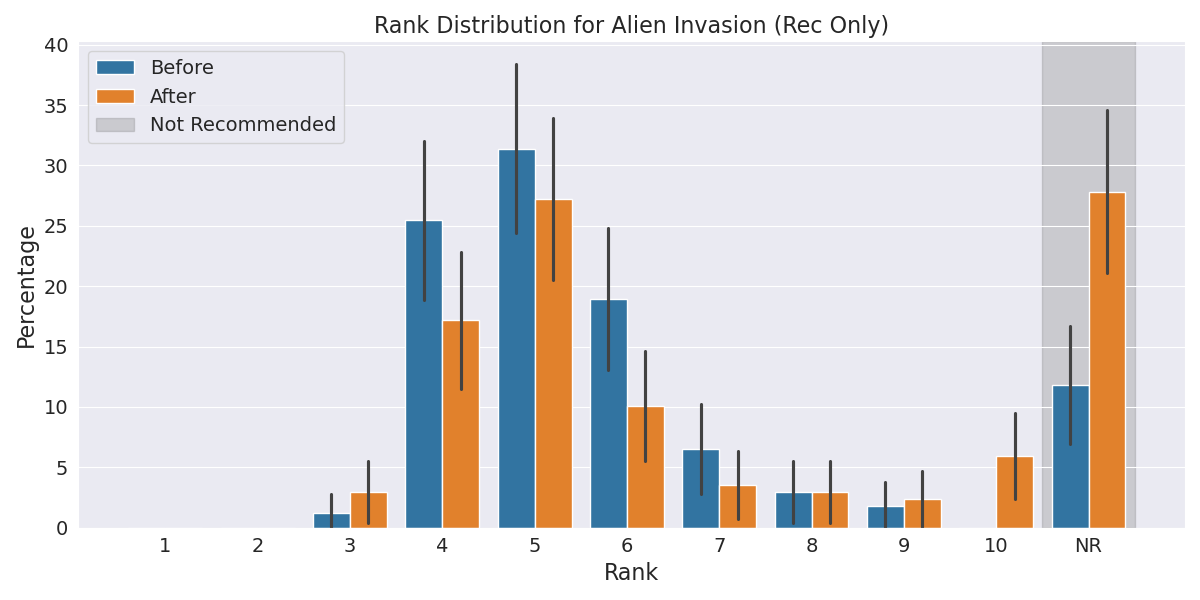 Rank Distribution for Alien Invasion (Rec Only)
Before
After
Not Recommended
Percentage
40
35
30
25
20
15
10
5
0
1 2 3 4 5 6 7 8 9 10 NR
Rank